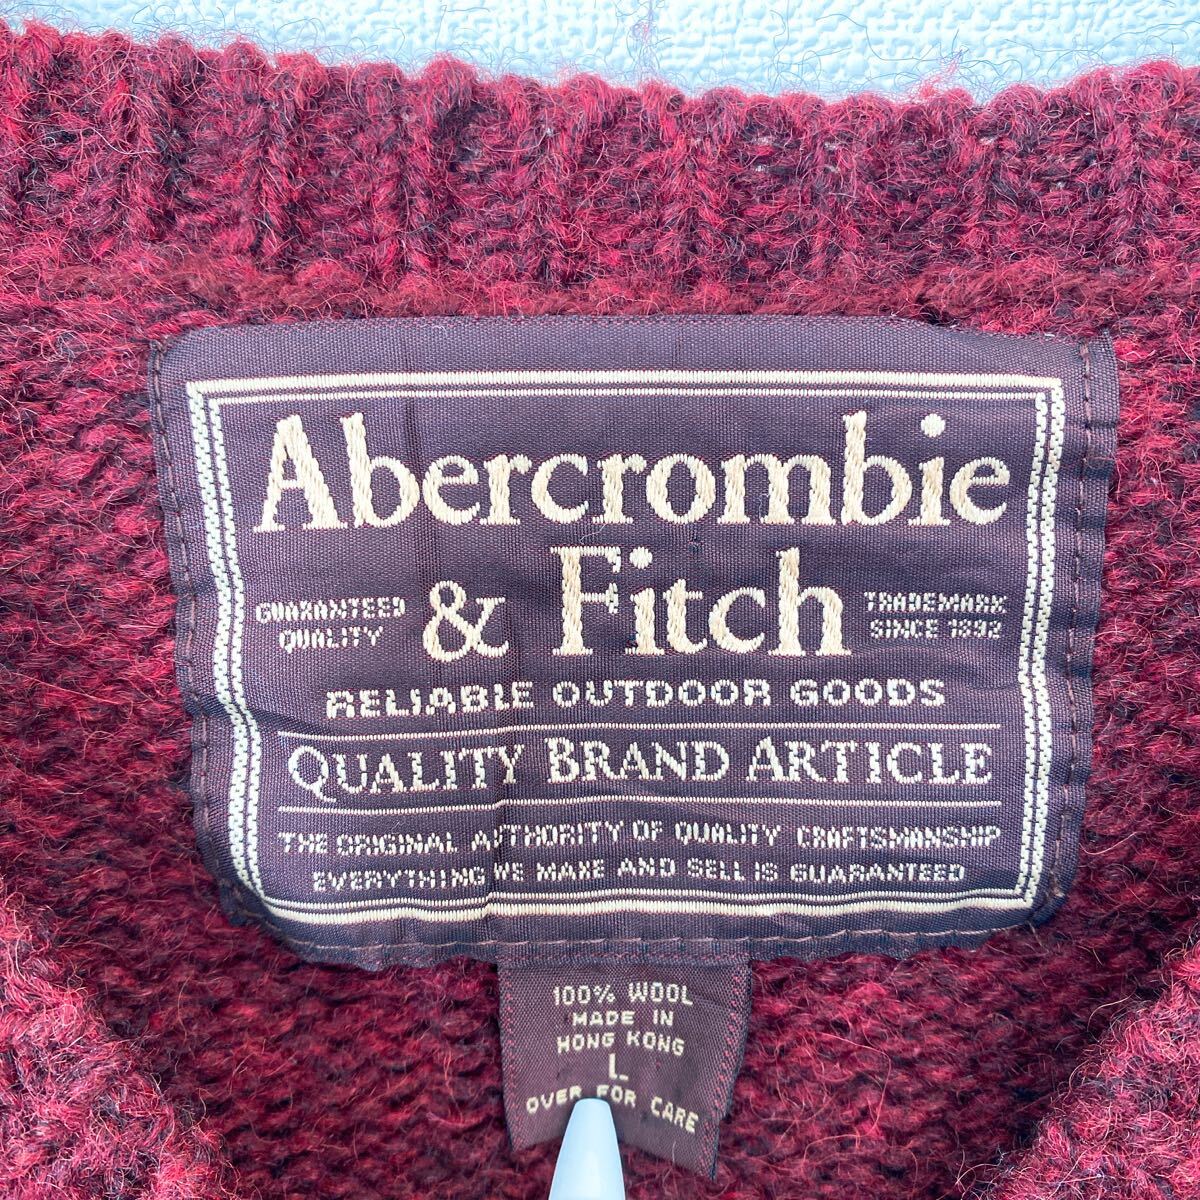 Abercrombie
& Fitch
GUARANTEED
QUALITY
TRADEMARK
SINCE 1892
RELIABLE OUTDOOR GOODS
QUALITY BRAND ARTICLE
THE ORIGINAL AUTHORITY OF QUALITY CRAFTSMANSHIP
EVERYTHING WE MAKE AND SELL IS GUARANTEED
100% WOOL
MADE IN
HONG KONG
L
OVER FOR CARE